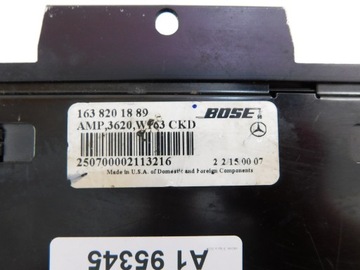 163 820 18 89
BOSE
AMP,3620,W163 CKD
250700002113216
2 2 15 00 07
Made in U.S.A. of Domestic and Foreign Components
A1 95345